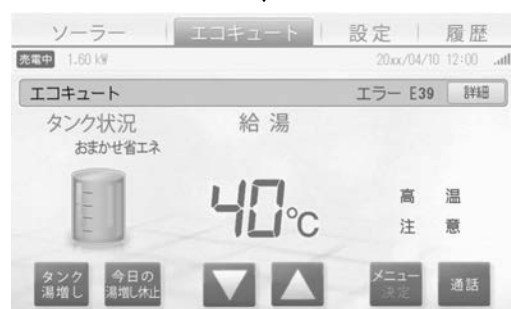 ソーラー エコキュート 設定 履歴
売電中 1.60 kW 20xx/04/10 12:00
エコキュート エラー E39 詳細
タンク状況 給湯
おまかせ省エネ
40℃
高温
注意
タンク
湯増し
今日の
湯増し休止
メニュー
決定
通話